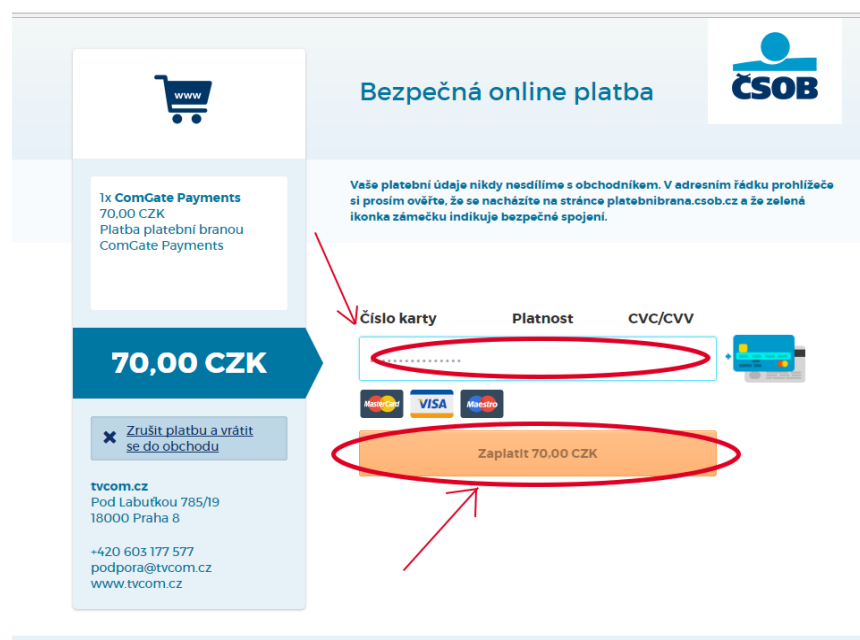 www
Bezpečná online platba
ČSOB
1x ComGate Payments
70,00 CZK
Platba platební branou
ComGate Payments
Vaše platební údaje nikdy nesdílíme s obchodníkem. V adresním řádku prohlížeče
si prosím ověřte, že se nacházíte na stránce platebnibrana.csob.cz a že zelená
ikonka zámečku indikuje bezpečné spojení.
Číslo karty Platnost CVC/CVV
70,00 CZK
MasterCard VISA Maestro
Zrušit platbu a vrátit
se do obchodu
Zaplatit 70,00 CZK
tvcom.cz
Pod Labuťkou 785/19
18000 Praha 8
+420 603 177 577
podpora@tvcom.cz
www.tvcom.cz